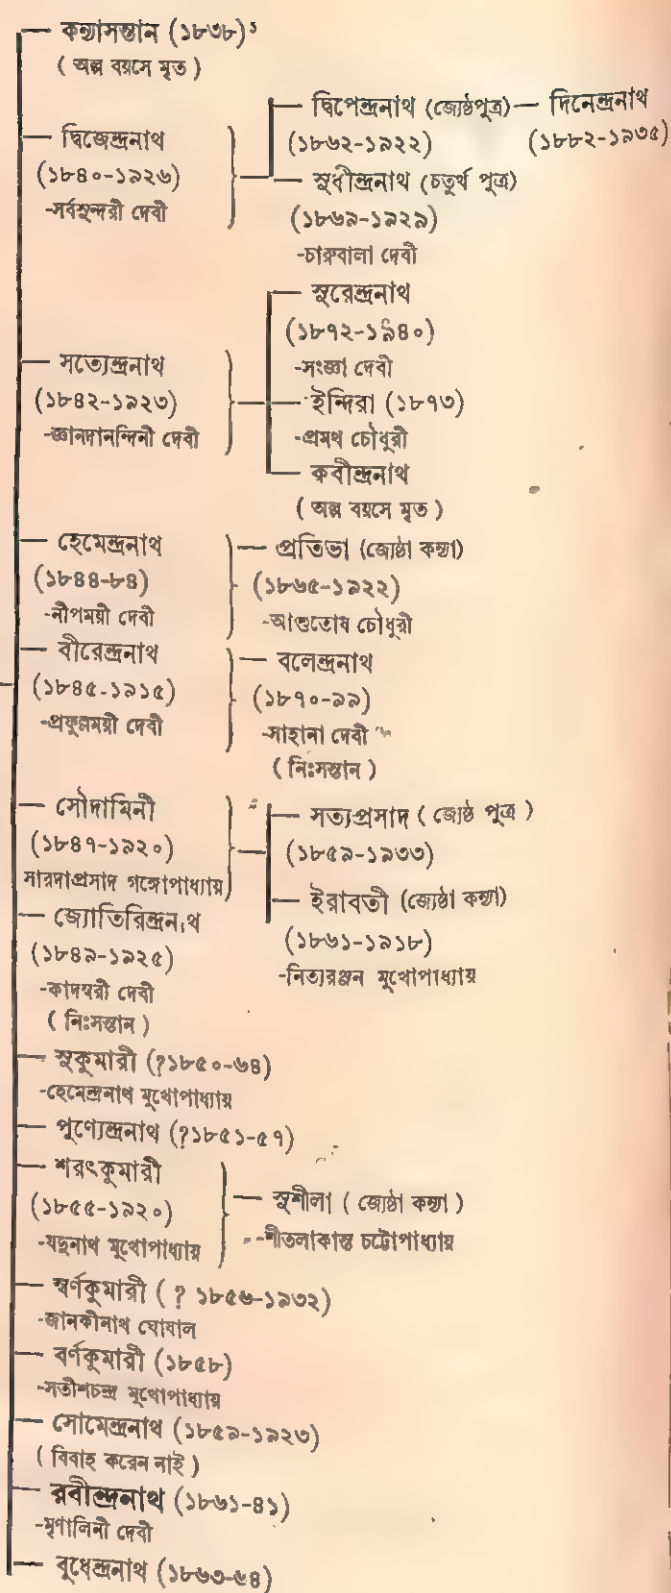 কন্যাসন্তান (১৮৩৮)১
( অল্প বয়সে মৃত )
দ্বিজেন্দ্রনাথ
(১৮৪০-১৯২৬)
-সর্বসুন্দরী দেবী
দ্বিপেন্দ্রনাথ (জ্যেষ্ঠপুত্র) — দিনেন্দ্রনাথ
(১৮৬২-১৯২২) (১৮৮২-১৯৩৫)
সুধীন্দ্রনাথ (চতুর্থ পুত্র)
(১৮৬৯-১৯২৯)
-চারুবালা দেবী
সত্যেন্দ্রনাথ
(১৮৪২-১৯২৩)
-জ্ঞানদানন্দিনী দেবী
সুরেন্দ্রনাথ
(১৮৭২-১৯৪০)
-সংজ্ঞা দেবী
ইন্দিরা (১৮৭৩)
-প্রমথ চৌধুরী
কবীন্দ্রনাথ
( অল্প বয়সে মৃত )
হেমেন্দ্রনাথ
(১৮৪৪-৮৪)
-নীপময়ী দেবী
প্রতিভা (জ্যেষ্ঠা কন্যা)
(১৮৬৫-১৯২২)
-আশুতোষ চৌধুরী
বীরেন্দ্রনাথ
(১৮৪৫-১৯১৫)
-প্রফুল্লময়ী দেবী
বলেন্দ্রনাথ
(১৮৭০-৯৯)
-সাহানা দেবী
( নিঃসন্তান )
সৌদামিনী
(১৮৪৭-১৯২০)
সারদাপ্রসাদ গঙ্গোপাধ্যায়
সত্যপ্রসাদ ( জ্যেষ্ঠ পুত্র )
(১৮৫৯-১৯৩৩)
ইরাবতী (জ্যেষ্ঠা কন্যা)
(১৮৬১-১৯১৮)
-নিত্যরঞ্জন মুখোপাধ্যায়
জ্যোতিরিন্দ্রনাথ
(১৮৪৯-১৯২৫)
-কাদম্বরী দেবী
( নিঃসন্তান )
সুকুমারী (?১৮৫০-৬৪)
-হেমেন্দ্রনাথ মুখোপাধ্যায়
পুণ্যেন্দ্রনাথ (?১৮৫১-৫৭)
শরৎকুমারী
(১৮৫৫-১৯২০)
-যদুনাথ মুখোপাধ্যায়
সুশীলা ( জ্যেষ্ঠা কন্যা )
-শীতলাকান্ত চট্টোপাধ্যায়
স্বর্ণকুমারী ( ? ১৮৫৬-১৯৩২)
-জানকীনাথ ঘোষাল
বর্ণকুমারী (১৮৫৮)
-সতীশচন্দ্র মুখোপাধ্যায়
সোমেন্দ্রনাথ (১৮৫৯-১৯২৩)
( বিবাহ করেন নাই )
রবীন্দ্রনাথ (১৮৬১-৪১)
-মৃণালিনী দেবী
বুধেন্দ্রনাথ (১৮৬৩-৬৪)